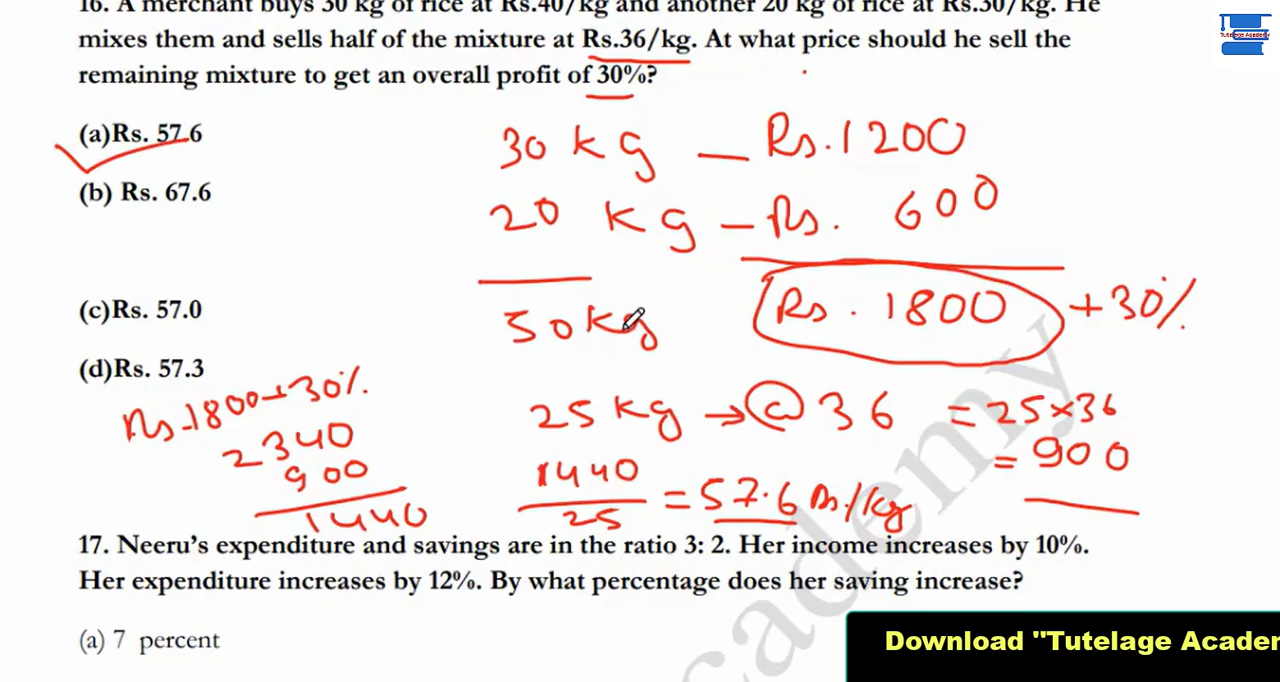 16. A merchant buys 30 kg of rice at Rs.40/kg and another 20 kg of rice at Rs.30/kg. He
mixes them and sells half of the mixture at Rs.36/kg. At what price should he sell the
remaining mixture to get an overall profit of 30%?
Tutelage Academy
(a)Rs. 57.6
(b) Rs. 67.6
(c)Rs. 57.0
(d)Rs. 57.3
30 kg – Rs.1200
20 kg – Rs. 600
50kg Rs. 1800 +30%
25kg → @ 36 = 25×36
= 900
Rs.1800+30%
2340
900
1440
1440
25
= 57.6 Rs./kg
17. Neeru's expenditure and savings are in the ratio 3: 2. Her income increases by 10%.
Her expenditure increases by 12%. By what percentage does her saving increase?
(a) 7 percent
cademy
Download "Tutelage Acader